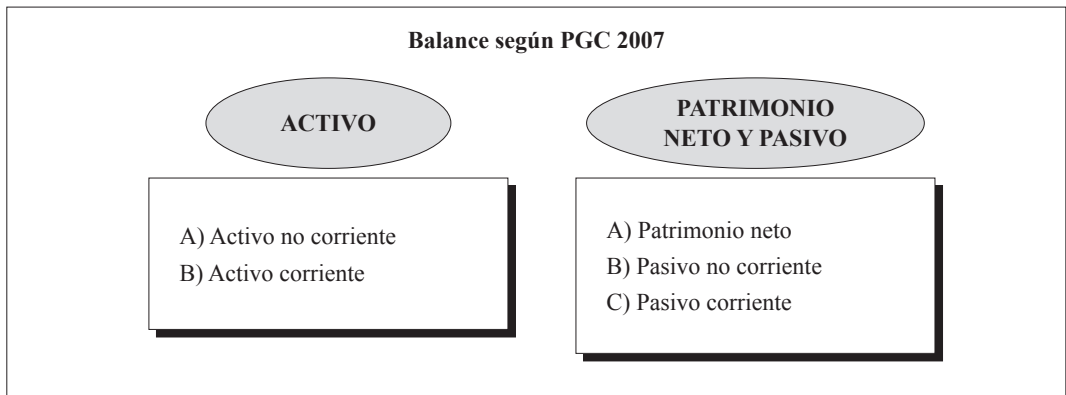 Balance según PGC 2007
ACTIVO
A) Activo no corriente
B) Activo corriente
PATRIMONIO
NETO Y PASIVO
A) Patrimonio neto
B) Pasivo no corriente
C) Pasivo corriente